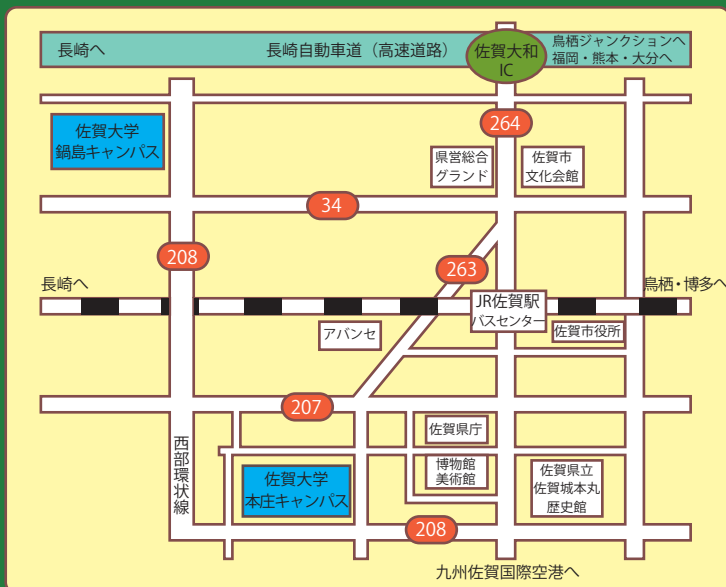 長崎へ
長崎自動車道（高速道路）
佐賀大和
IC
鳥栖ジャンクションへ
福岡・熊本・大分へ
264
佐賀大学
鍋島キャンパス
県営総合
グランド
佐賀市
文化会館
34
208
263
長崎へ
鳥栖・博多へ
JR佐賀駅
バスセンター
アバンセ
佐賀市役所
207
佐賀県庁
西部環状線
博物館
美術館
佐賀大学
本庄キャンパス
佐賀県立
佐賀城本丸
歴史館
208
九州佐賀国際空港へ